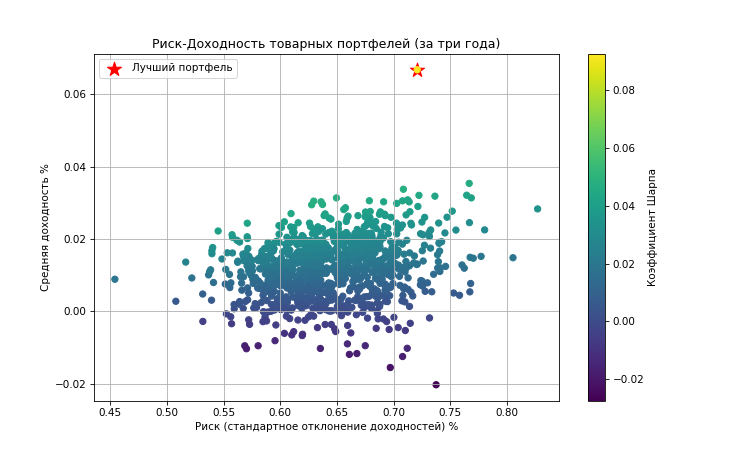 Риск-Доходность товарных портфелей (за три года)
Лучший портфель
Средняя доходность %
0.06
0.04
0.02
0.00
−0.02
0.45 0.50 0.55 0.60 0.65 0.70 0.75 0.80
Риск (стандартное отклонение доходностей) %
0.08
0.06
0.04
0.02
0.00
−0.02
Коэффициент Шарпа